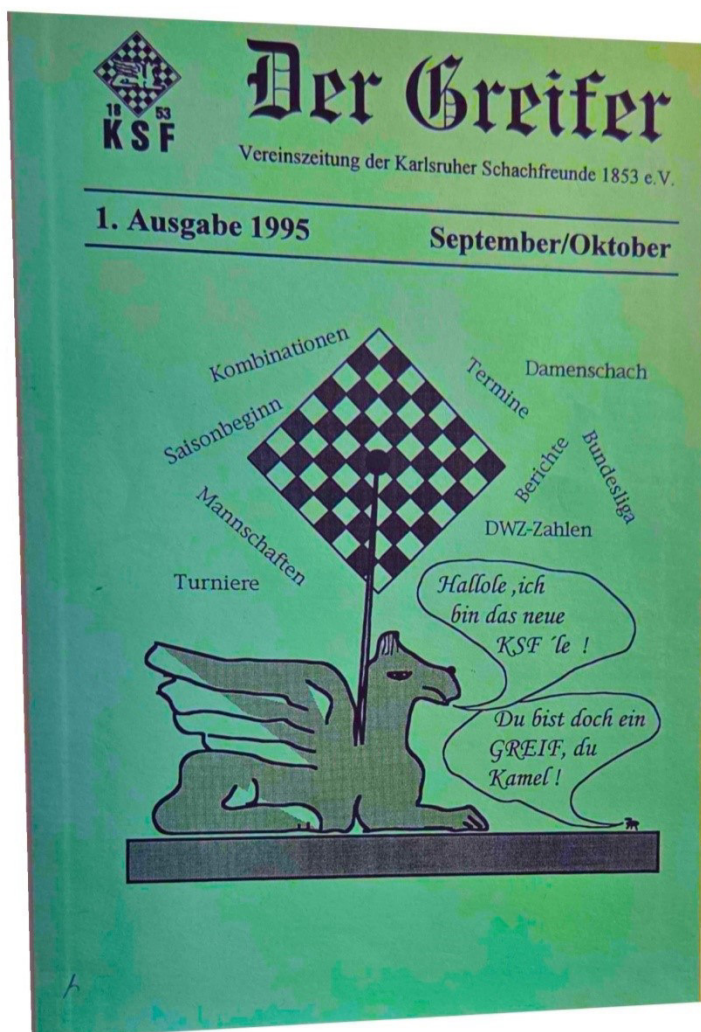 18 53
KSF
Der Greifer
Vereinszeitung der Karlsruher Schachfreunde 1853 e.V.
1. Ausgabe 1995 September/Oktober
Kombinationen
Termine
Damenschach
Saisonbeginn
Berichte
Bundesliga
Mannschaften
DWZ-Zahlen
Turniere
Hallole ,ich
bin das neue
KSF ´le !
Du bist doch ein
GREIF, du
Kamel !